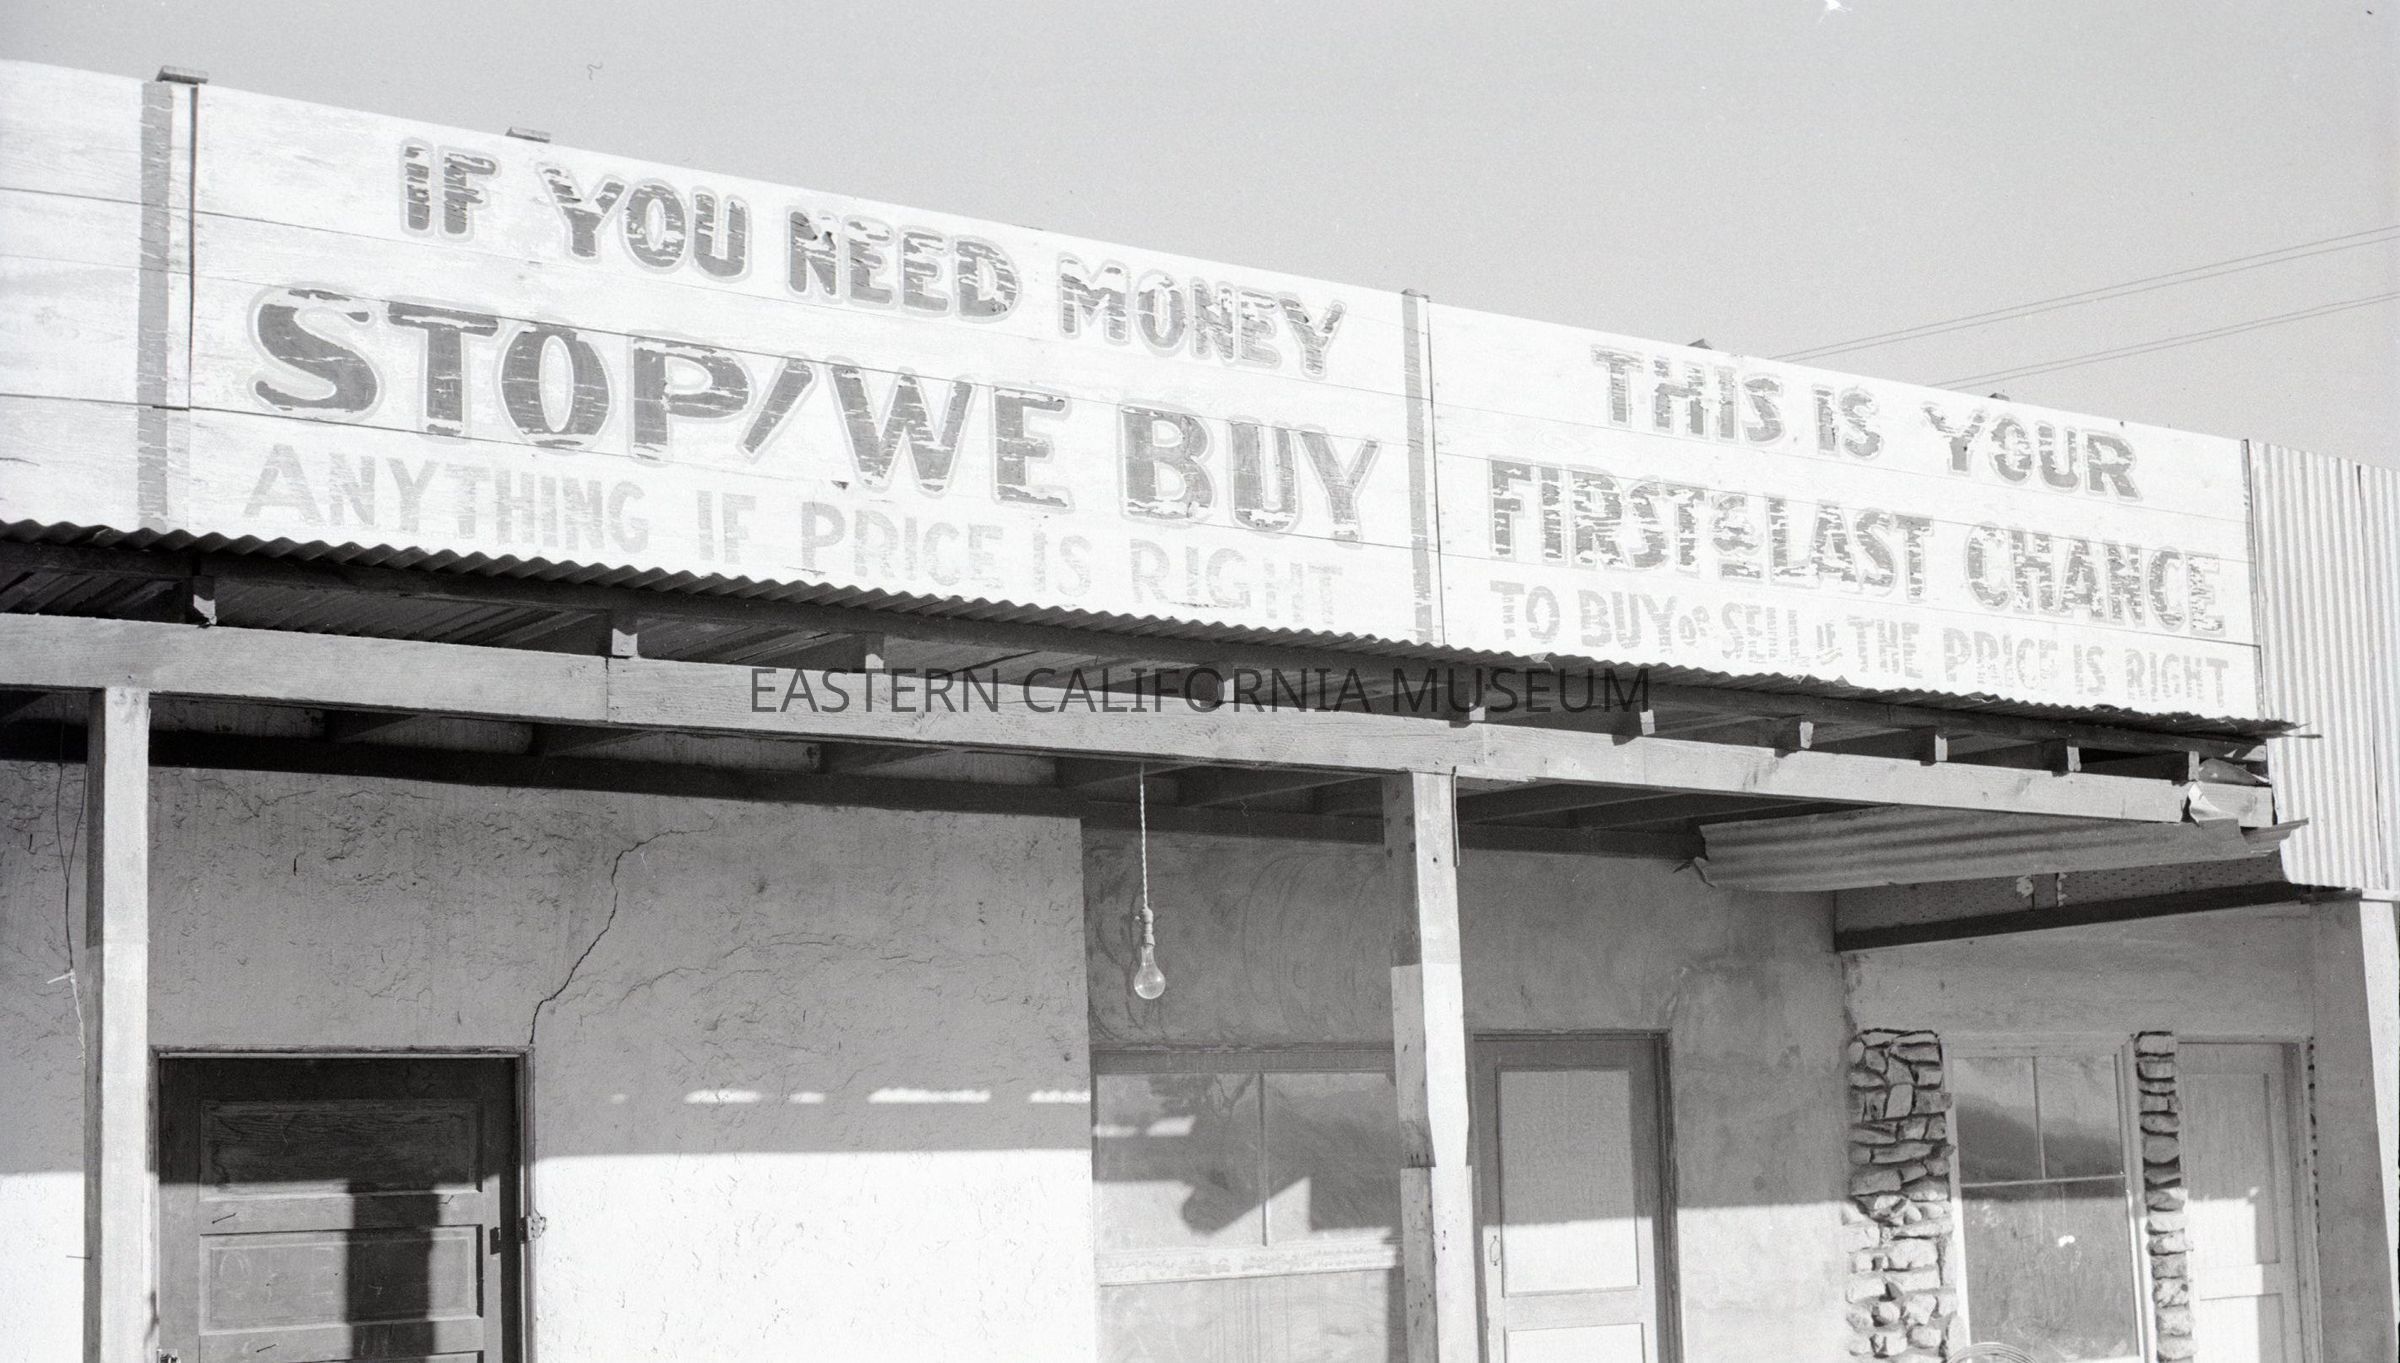 IF YOU NEED MONEY
STOP/WE BUY
ANYTHING IF PRICE IS RIGHT
THIS IS YOUR
FIRST & LAST CHANCE
TO BUY OR SELL IF THE PRICE IS RIGHT
EASTERN CALIFORNIA MUSEUM